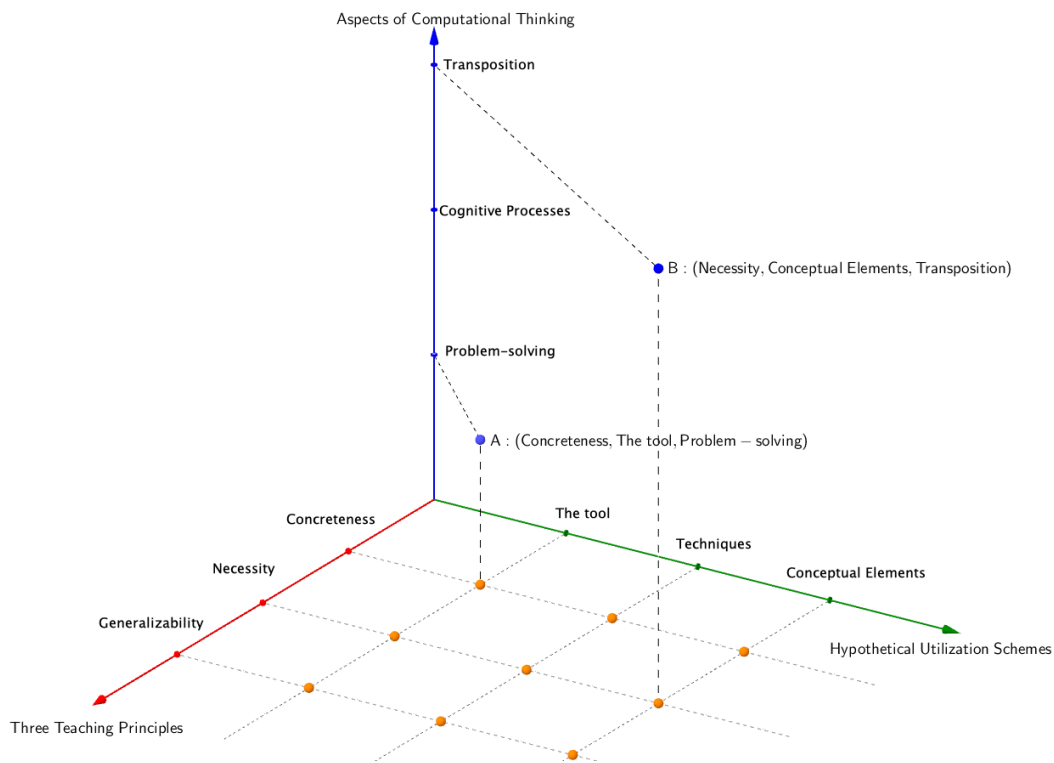 Aspects of Computational Thinking
Transposition
Cognitive Processes
B : (Necessity, Conceptual Elements, Transposition)
Problem-solving
A : (Concreteness, The tool, Problem − solving)
Concreteness
The tool
Techniques
Necessity
Conceptual Elements
Generalizability
Hypothetical Utilization Schemes
Three Teaching Principles